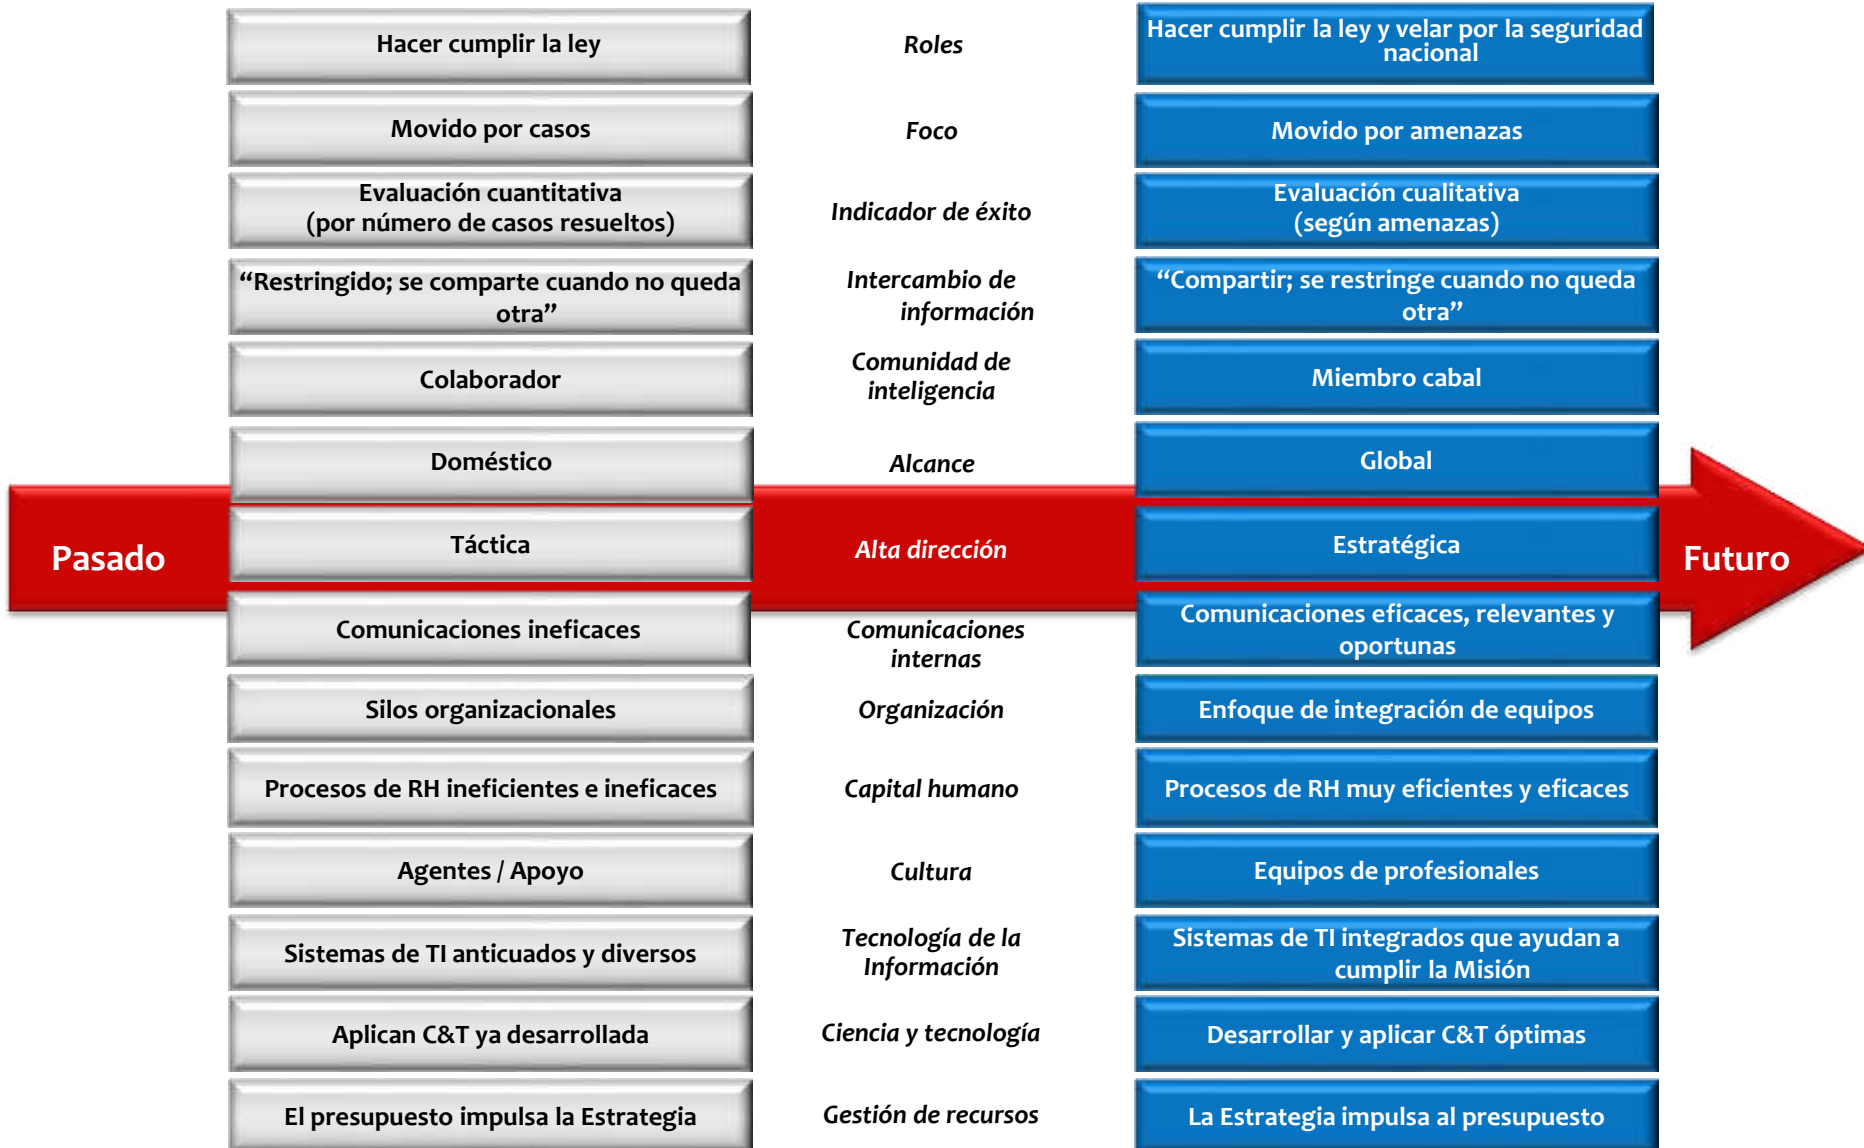 Hacer cumplir la ley
Roles
Hacer cumplir la ley y velar por la seguridad
nacional
Movido por casos
Foco
Movido por amenazas
Evaluación cuantitativa
(por número de casos resueltos)
Indicador de éxito
Evaluación cualitativa
(según amenazas)
“Restringido; se comparte cuando no queda
otra”
Intercambio de
información
“Compartir; se restringe cuando no queda
otra”
Colaborador
Comunidad de
inteligencia
Miembro cabal
Doméstico
Alcance
Global
Pasado
Táctica
Alta dirección
Estratégica
Futuro
Comunicaciones ineficaces
Comunicaciones
internas
Comunicaciones eficaces, relevantes y
oportunas
Silos organizacionales
Organización
Enfoque de integración de equipos
Procesos de RH ineficientes e ineficaces
Capital humano
Procesos de RH muy eficientes y eficaces
Agentes / Apoyo
Cultura
Equipos de profesionales
Sistemas de TI anticuados y diversos
Tecnología de la
Información
Sistemas de TI integrados que ayudan a
cumplir la Misión
Aplican C&T ya desarrollada
Ciencia y tecnología
Desarrollar y aplicar C&T óptimas
El presupuesto impulsa la Estrategia
Gestión de recursos
La Estrategia impulsa al presupuesto